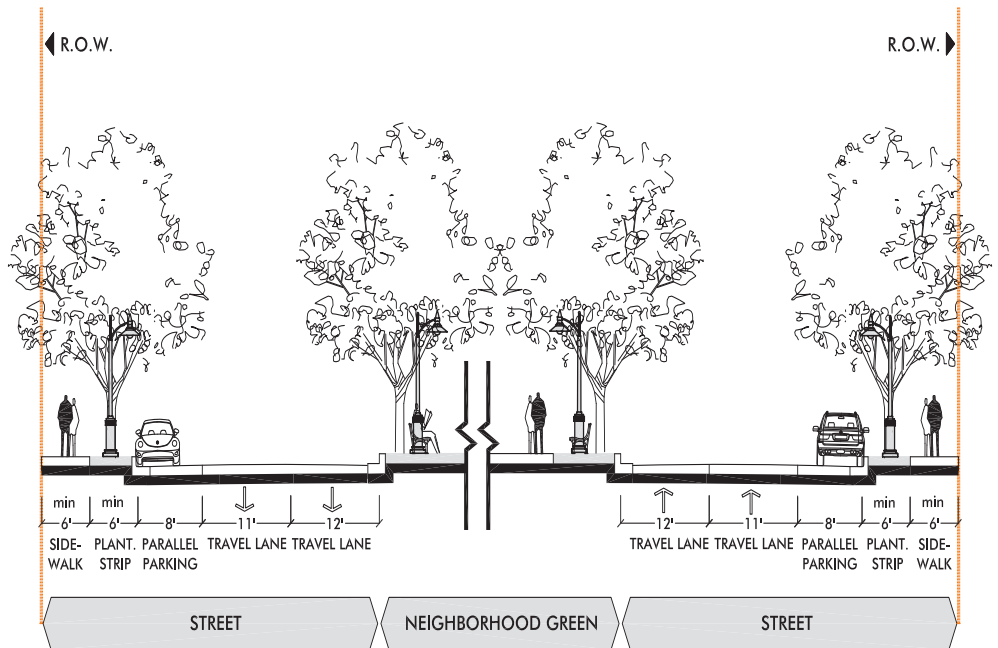 R.O.W. R.O.W.
min min min min
6' 6' 8' 11' 12' 12' 11' 8' 6' 6'
SIDE- PLANT. PARALLEL TRAVEL LANE TRAVEL LANE TRAVEL LANE TRAVEL LANE PARALLEL PLANT. SIDE-
WALK STRIP PARKING PARKING STRIP WALK
STREET NEIGHBORHOOD GREEN STREET